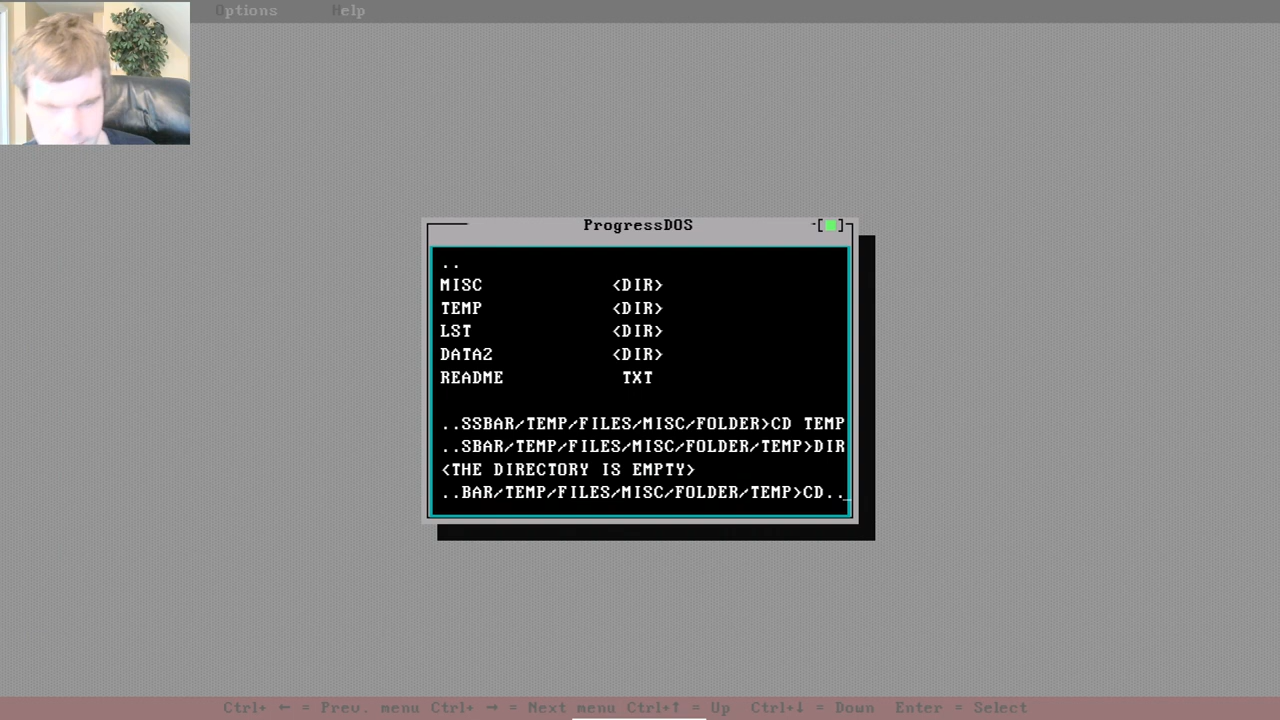 Options Help
ProgressDOS
-[■]
..
MISC <DIR>
TEMP <DIR>
LST <DIR>
DATA2 <DIR>
README TXT
..SSBAR/TEMP/FILES/MISC/FOLDER>CD TEMP
..SBAR/TEMP/FILES/MISC/FOLDER/TEMP>DIR
<THE DIRECTORY IS EMPTY>
..BAR/TEMP/FILES/MISC/FOLDER/TEMP>CD.._
Ctrl+ ← = Prev. menu Ctrl+ → = Next menu Ctrl+↑ = Up Ctrl+↓ = Down Enter = Select